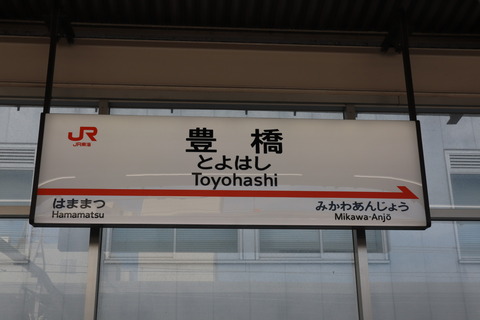 JR
JR東海
豊橋
とよはし
Toyohashi
はままつ
Hamamatsu
みかわあんじょう
Mikawa-Anjō